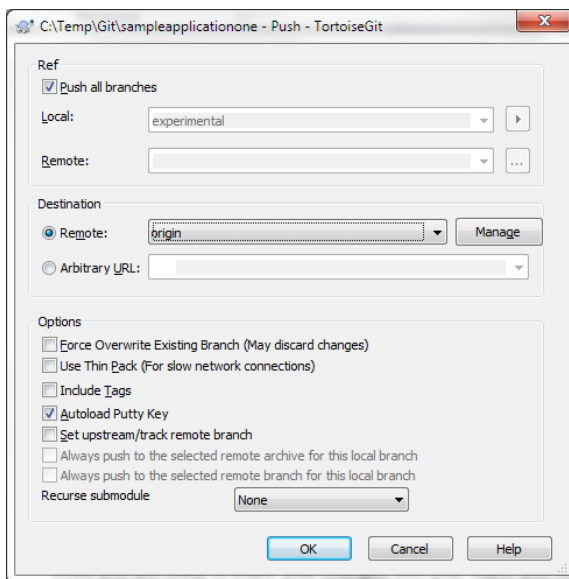 C:\Temp\Git\sampleapplicationone - Push - TortoiseGit
Ref
Push all branches
Local: experimental
Remote: ...
Destination
Remote: origin Manage
Arbitrary URL:
Options
Force Overwrite Existing Branch (May discard changes)
Use Thin Pack (For slow network connections)
Include Tags
Autoload Putty Key
Set upstream/track remote branch
Always push to the selected remote archive for this local branch
Always push to the selected remote branch for this local branch
Recurse submodule None
OK Cancel Help